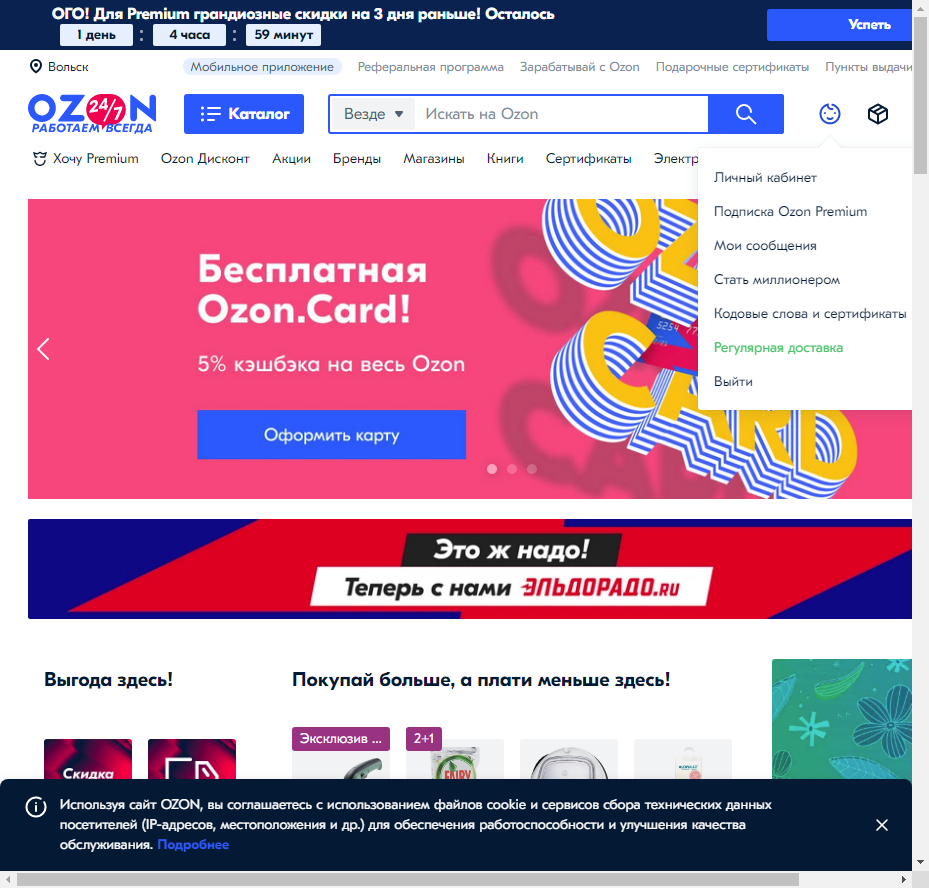 ОГО! Для Premium грандиозные скидки на 3 дня раньше! Осталось
1 день : 4 часа : 59 минут
Успеть
Вольск Мобильное приложение Реферальная программа Зарабатывай с Ozon Подарочные сертификаты Пункты выдачи
OZON 24/7
РАБОТАЕМ ВСЕГДА
Каталог
Везде Искать на Ozon
Хочу Premium Ozon Дисконт Акции Бренды Магазины Книги Сертификаты Электр
Личный кабинет
Подписка Ozon Premium
Мои сообщения
Стать миллионером
Кодовые слова и сертификаты
Регулярная доставка
Выйти
Бесплатная
Ozon.Card!
5% кэшбэка на весь Ozon
Оформить карту
CARD
Это ж надо!
Теперь с нами ЭЛЬДОРАДО.RU
Выгода здесь!
Покупай больше, а плати меньше здесь!
Скидка
Эксклюзив ...
2+1
FAIRY
Используя сайт OZON, вы соглашаетесь с использованием файлов cookie и сервисов сбора технических данных
посетителей (IP-адресов, местоположения и др.) для обеспечения работоспособности и улучшения качества
обслуживания. Подробнее